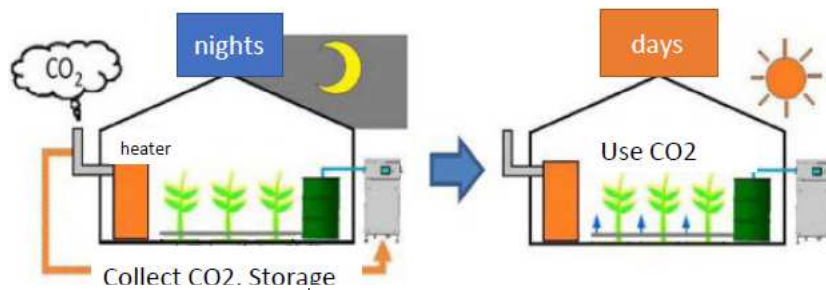 nights
CO2
heater
Collect CO2. Storage
days
Use CO2